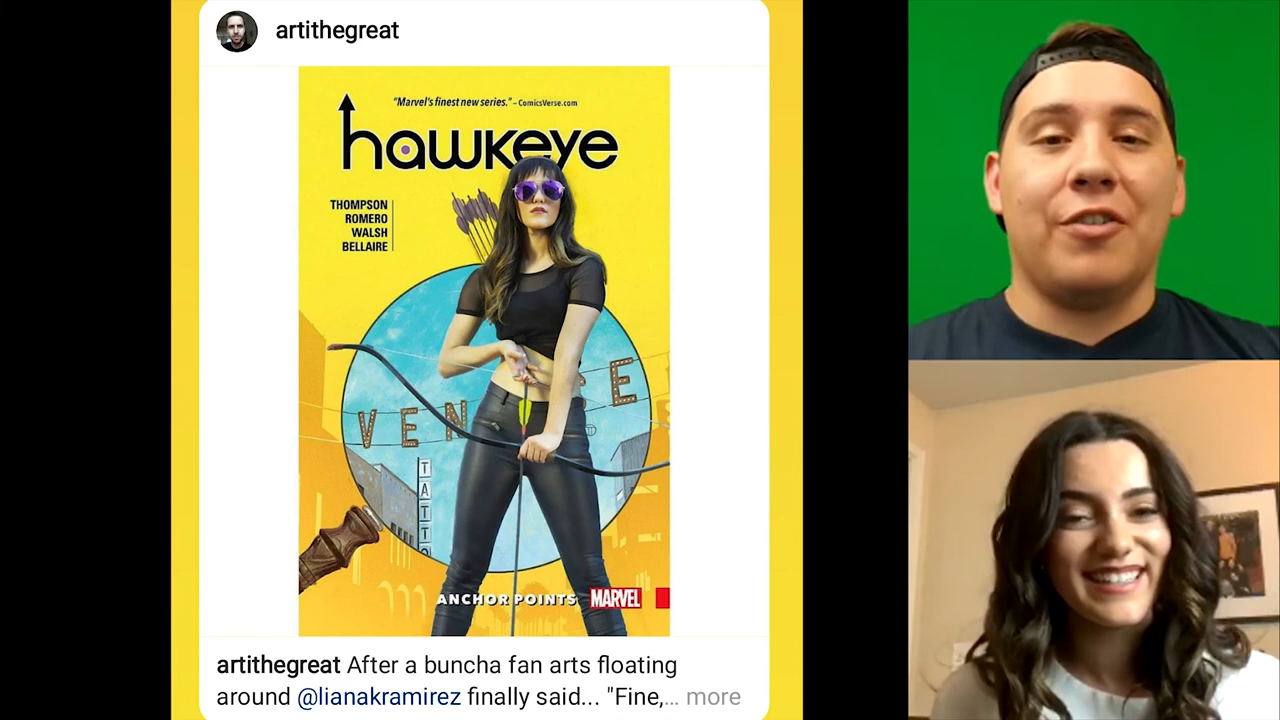 artithegreat
"Marvel's finest new series." – ComicsVerse.com
hawkeye
THOMPSON
ROMERO
WALSH
BELLAIRE
VEN E
TATTO
ANCHOR POINTS MARVEL
artithegreat After a buncha fan arts floating
around @lianakramirez finally said... "Fine,... more